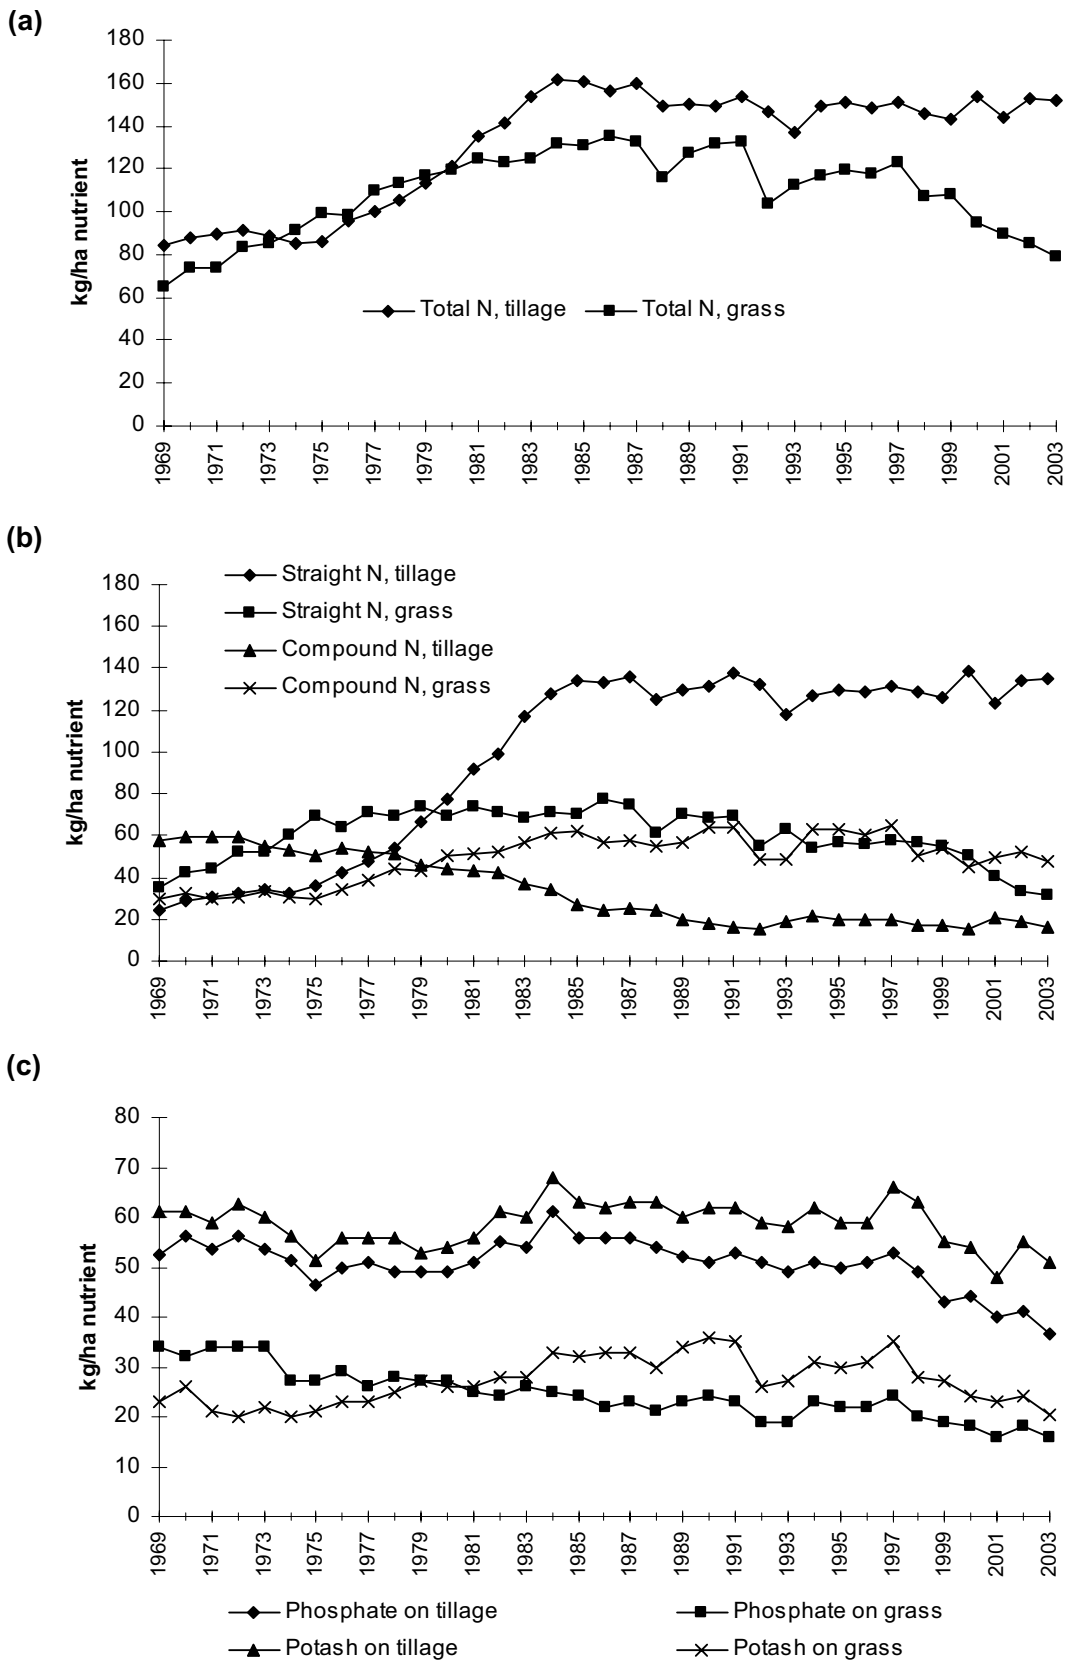 (a)
180
160
140
120
100
80
60
40
20
0
kg/ha nutrient
Total N, tillage Total N, grass
1969 1971 1973 1975 1977 1979 1981 1983 1985 1987 1989 1991 1993 1995 1997 1999 2001 2003
(b)
Straight N, tillage
Straight N, grass
Compound N, tillage
Compound N, grass
180
160
140
120
100
80
60
40
20
0
kg/ha nutrient
1969 1971 1973 1975 1977 1979 1981 1983 1985 1987 1989 1991 1993 1995 1997 1999 2001 2003
(c)
80
70
60
50
40
30
20
10
0
kg/ha nutrient
1969 1971 1973 1975 1977 1979 1981 1983 1985 1987 1989 1991 1993 1995 1997 1999 2001 2003
Phosphate on tillage Phosphate on grass
Potash on tillage Potash on grass